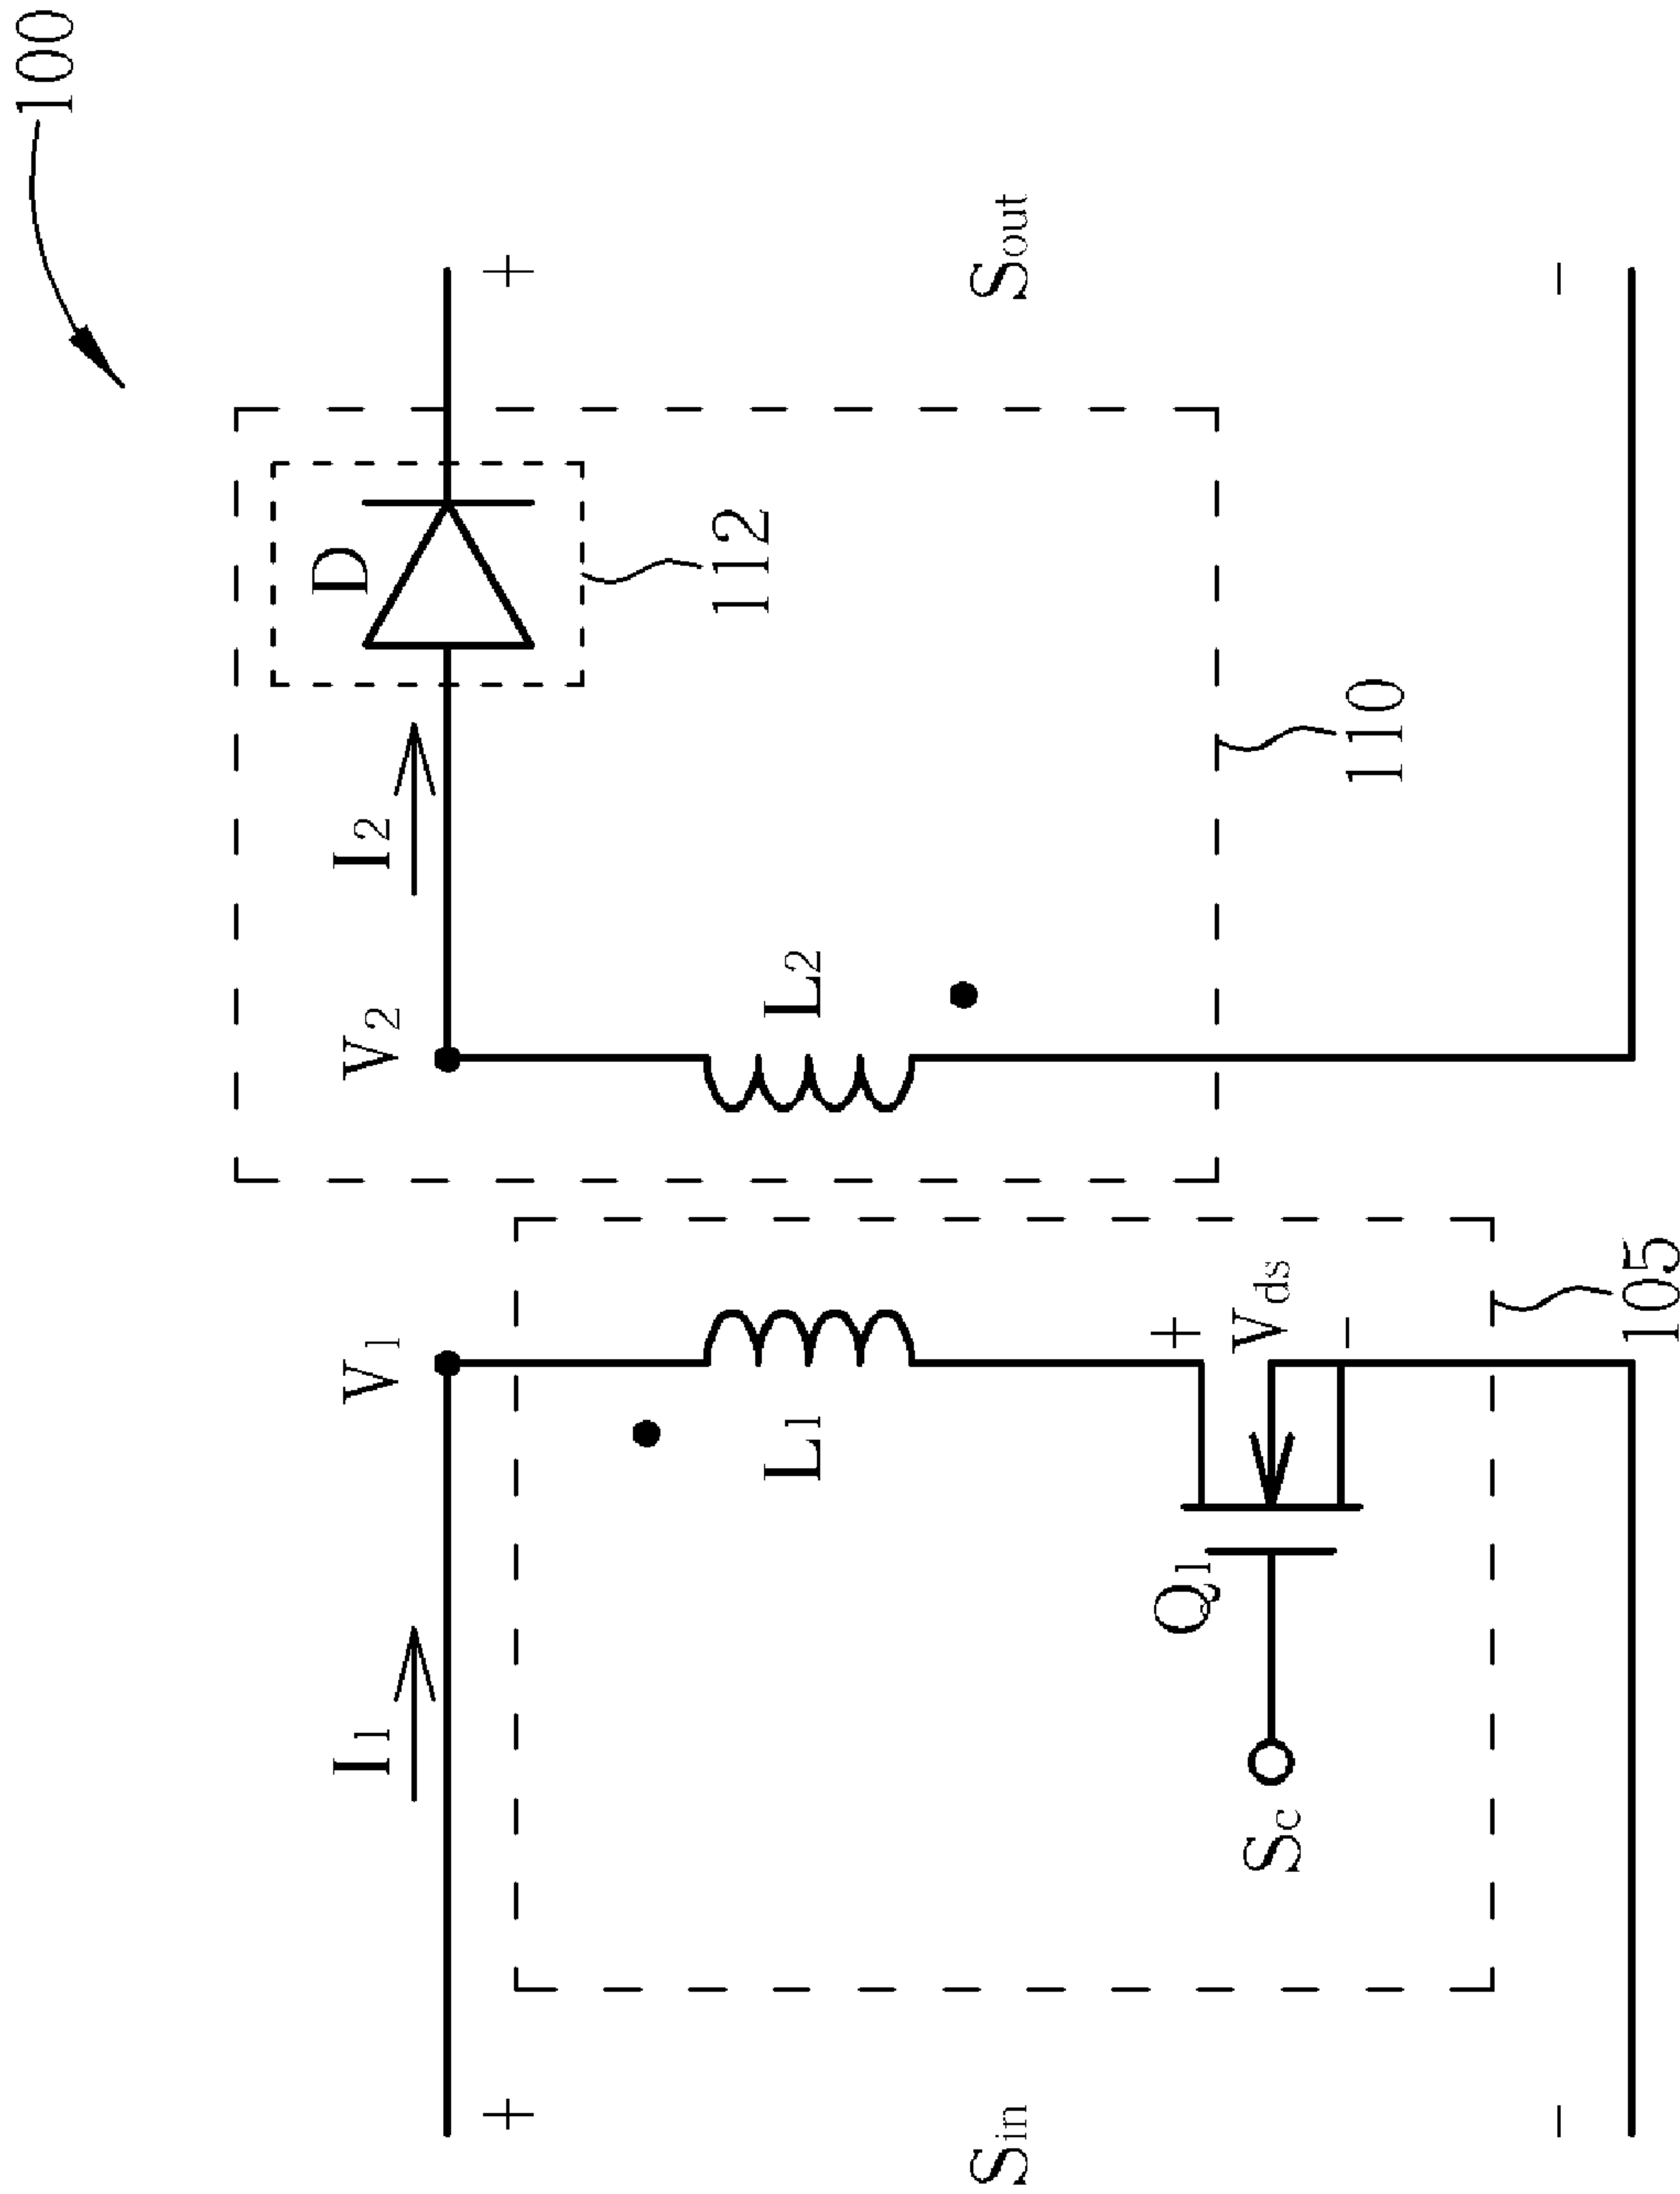 100
I1
V1
V2
I2
D
+
+
112
L1
L2
Sin
Sout
Q1
+
Vds
-
Sc
110
-
-
105